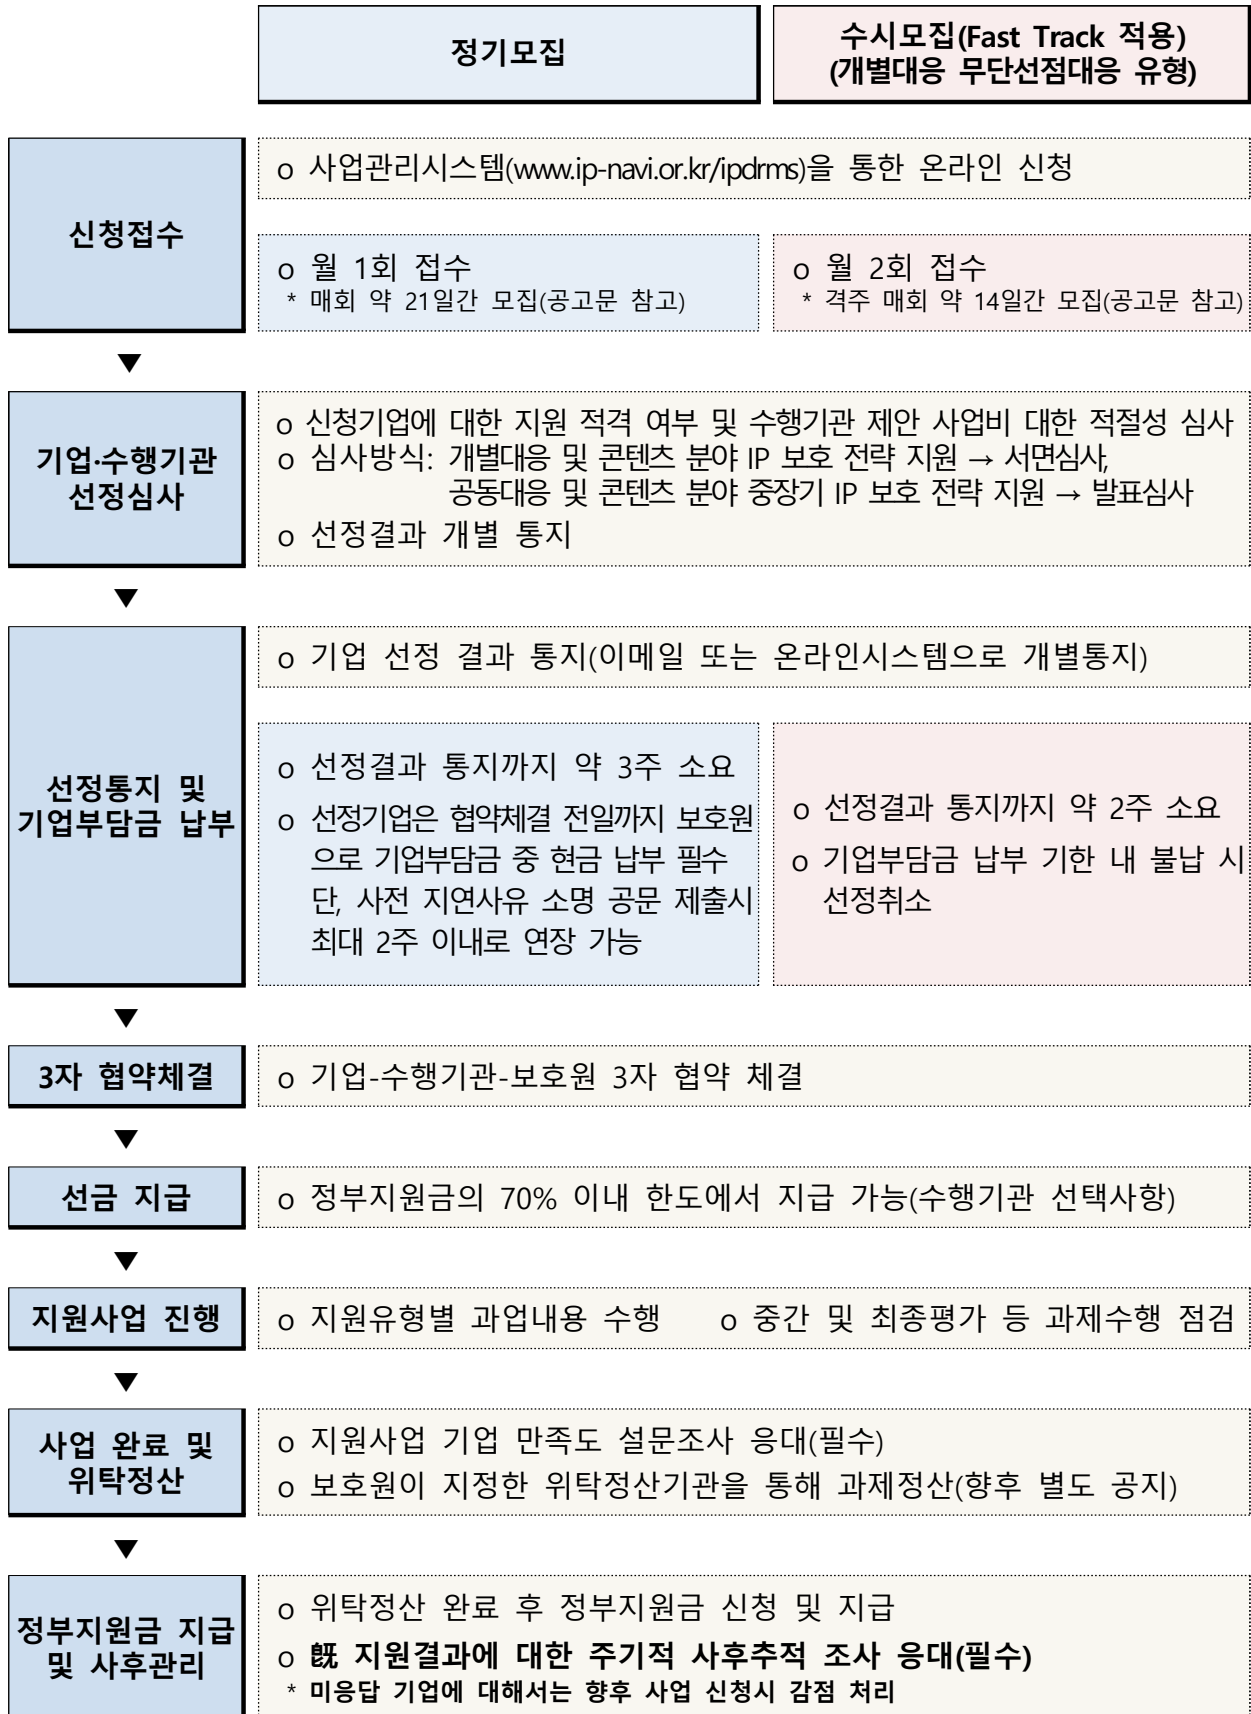 정기모집
수시모집(Fast Track 적용)
(개별대응 무단선점대응 유형)
신청접수
o 사업관리시스템(www.ip-navi.or.kr/ipdrms)을 통한 온라인 신청
o 월 1회 접수
* 매회 약 21일간 모집(공고문 참고)
o 월 2회 접수
* 격주 매회 약 14일간 모집(공고문 참고)
▼
기업·수행기관
선정심사
o 신청기업에 대한 지원 적격 여부 및 수행기관 제안 사업비 대한 적절성 심사
o 심사방식: 개별대응 및 콘텐츠 분야 IP 보호 전략 지원 → 서면심사,
공동대응 및 콘텐츠 분야 중장기 IP 보호 전략 지원 → 발표심사
o 선정결과 개별 통지
▼
선정통지 및
기업부담금 납부
o 기업 선정 결과 통지(이메일 또는 온라인시스템으로 개별통지)
o 선정결과 통지까지 약 3주 소요
o 선정기업은 협약체결 전일까지 보호원
으로 기업부담금 중 현금 납부 필수
단, 사전 지연사유 소명 공문 제출시
최대 2주 이내로 연장 가능
o 선정결과 통지까지 약 2주 소요
o 기업부담금 납부 기한 내 불납 시
선정취소
▼
3자 협약체결
o 기업-수행기관-보호원 3자 협약 체결
▼
선금 지급
o 정부지원금의 70% 이내 한도에서 지급 가능(수행기관 선택사항)
▼
지원사업 진행
o 지원유형별 과업내용 수행 o 중간 및 최종평가 등 과제수행 점검
▼
사업 완료 및
위탁정산
o 지원사업 기업 만족도 설문조사 응대(필수)
o 보호원이 지정한 위탁정산기관을 통해 과제정산(향후 별도 공지)
▼
정부지원금 지급
및 사후관리
o 위탁정산 완료 후 정부지원금 신청 및 지급
o 旣 지원결과에 대한 주기적 사후추적 조사 응대(필수)
* 미응답 기업에 대해서는 향후 사업 신청시 감점 처리